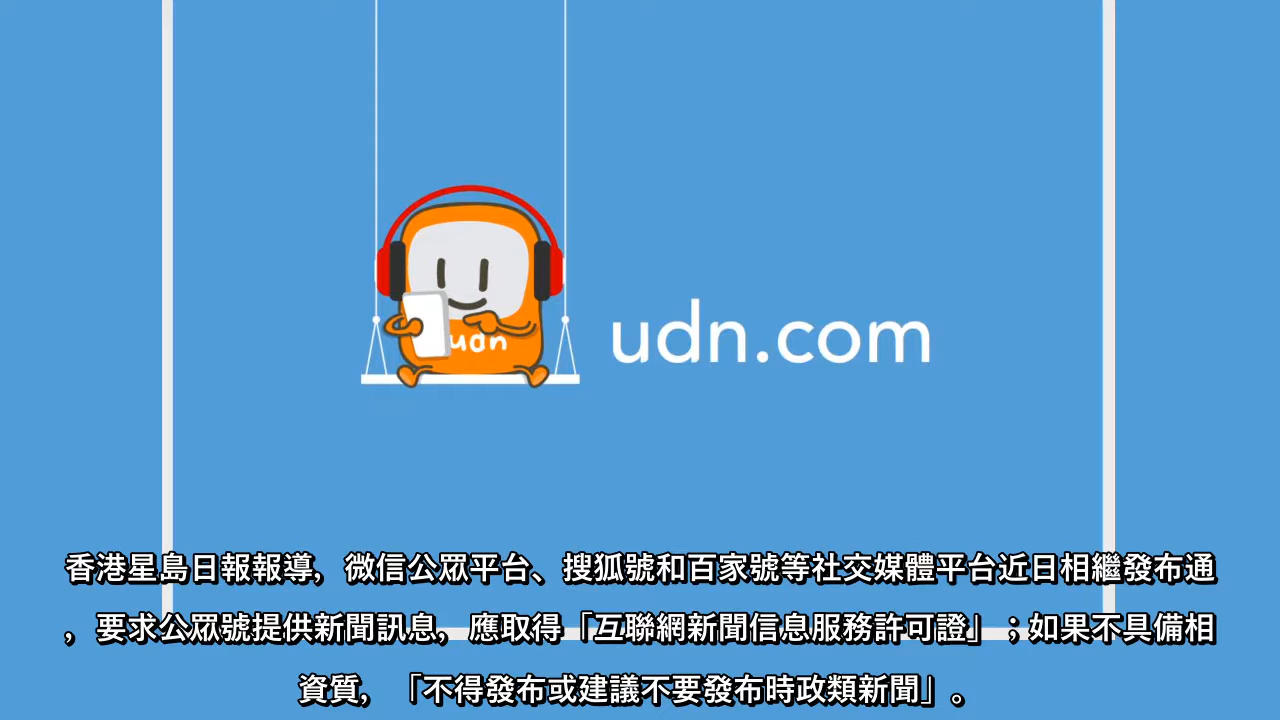 udn
udn.com
香港星島日報報導，微信公眾平台、搜狐號和百家號等社交媒體平台近日相繼發布通
，要求公眾號提供新聞訊息，應取得「互聯網新聞信息服務許可證」；如果不具備相
資質，「不得發布或建議不要發布時政類新聞」。